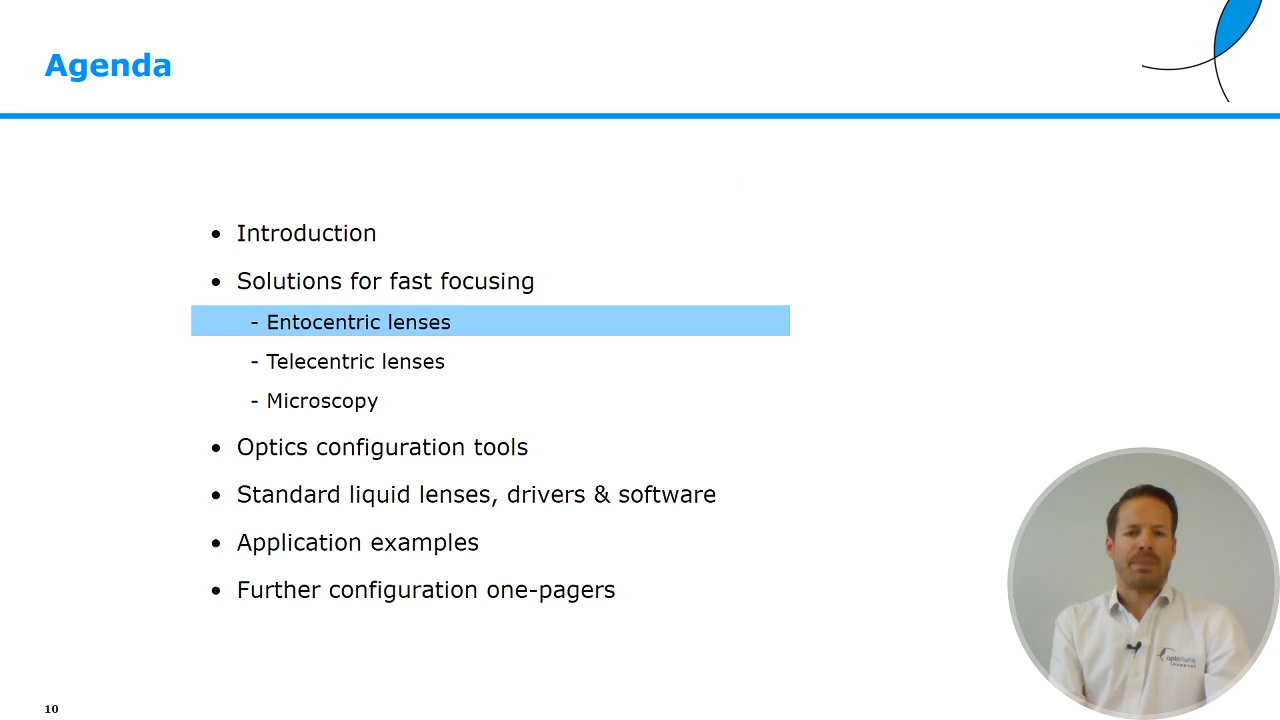 Agenda
• Introduction
• Solutions for fast focusing
- Entocentric lenses
- Telecentric lenses
- Microscopy
• Optics configuration tools
• Standard liquid lenses, drivers & software
• Application examples
• Further configuration one-pagers
optotune
10